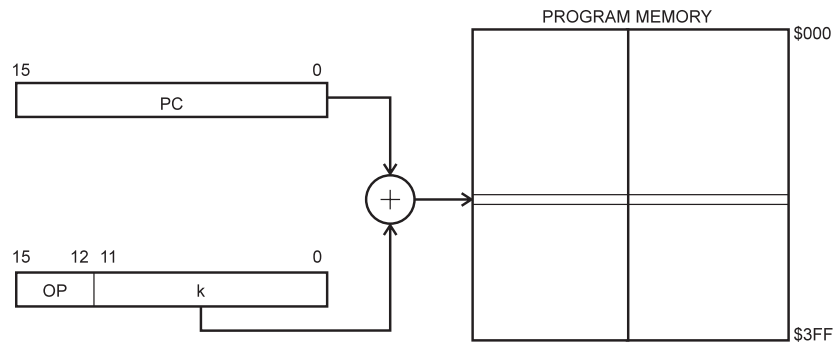 PROGRAM MEMORY
$000
15 0
PC
15 12 11 0
OP k
$3FF